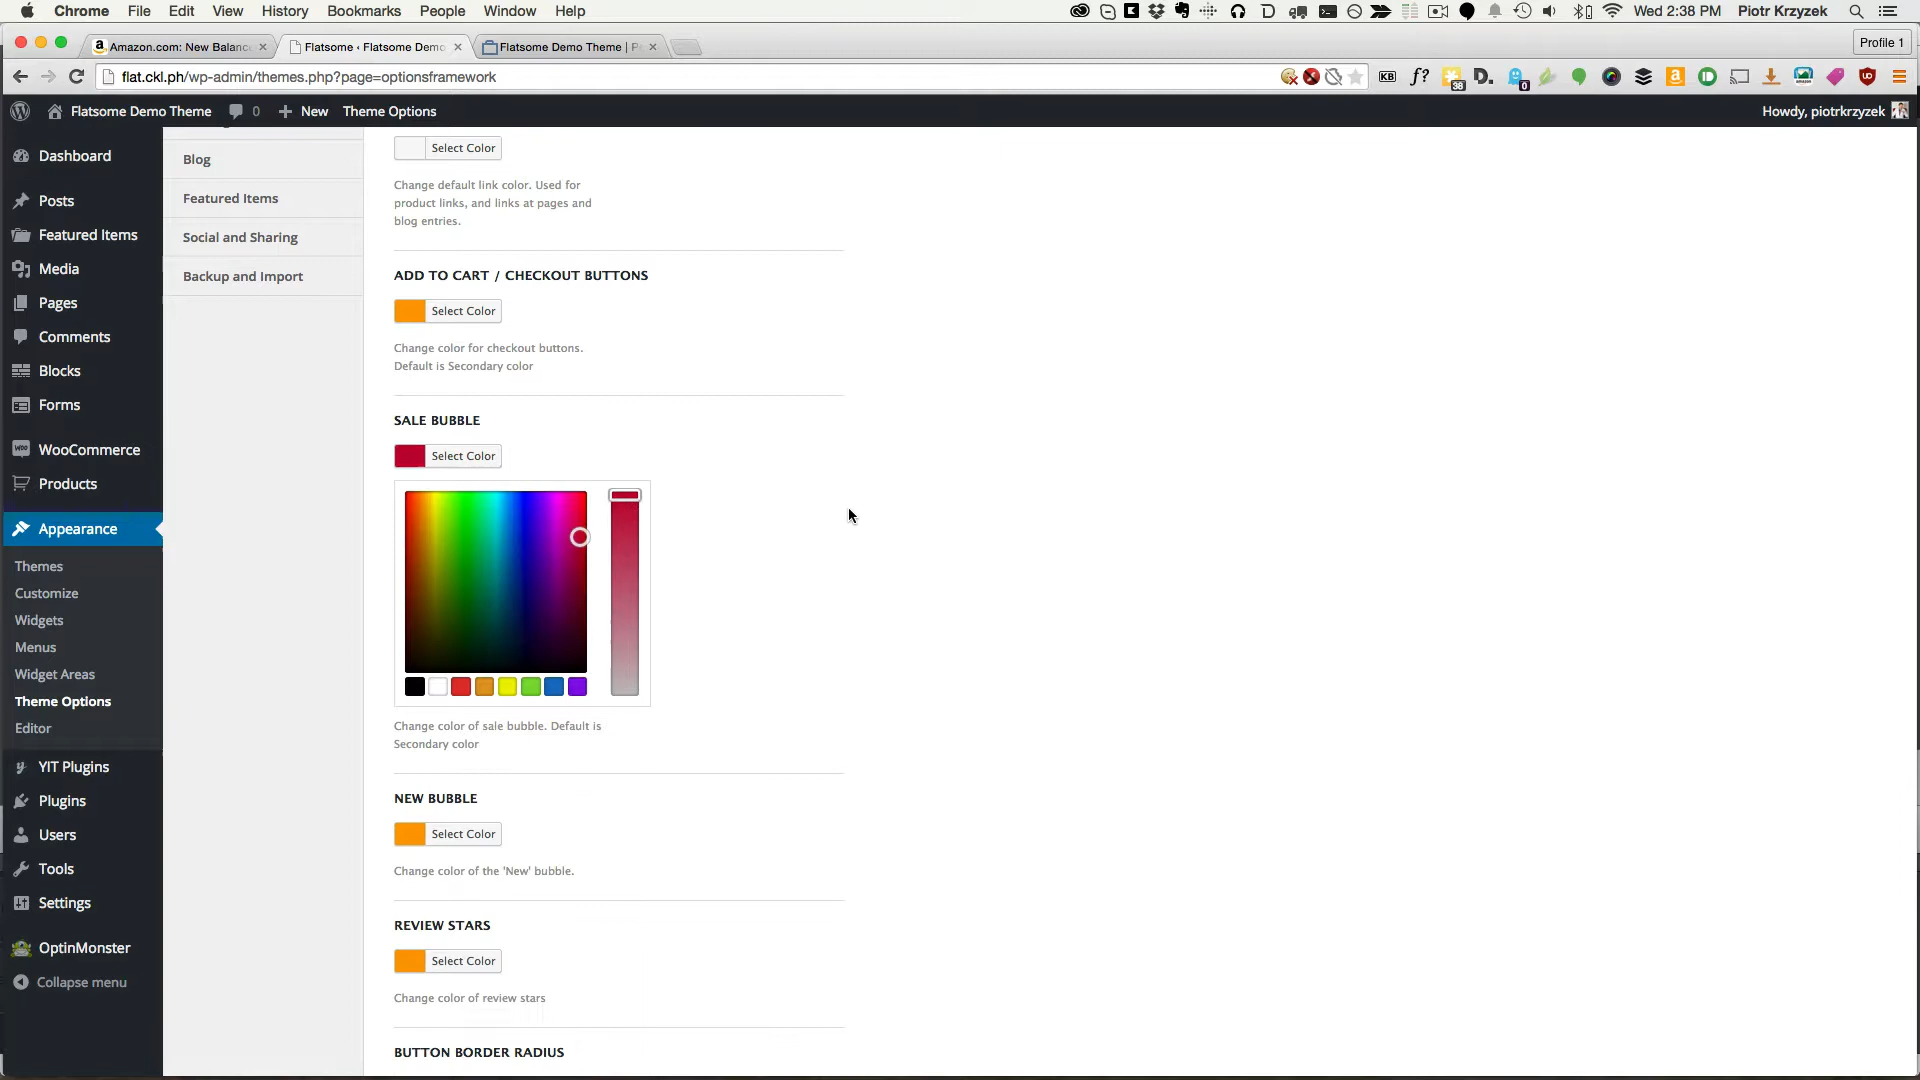 Chrome File Edit View History Bookmarks People Window Help
Wed 2:38 PM Piotr Krzyzek
Amazon.com: New Balanc
Flatsome ‹ Flatsome Demo
Flatsome Demo Theme | P
Profile 1
flat.ckl.ph/wp-admin/themes.php?page=optionsframework
KB
f?
38
D.
0
Flatsome Demo Theme 0 New Theme Options
Howdy, piotrkrzyzek
Dashboard
Posts
Featured Items
Media
Pages
Comments
Blocks
Forms
WooCommerce
Products
Appearance
Themes
Customize
Widgets
Menus
Widget Areas
Theme Options
Editor
YIT Plugins
Plugins
Users
Tools
Settings
OptinMonster
Collapse menu
Blog
Featured Items
Social and Sharing
Backup and Import
Select Color
Change default link color. Used for
product links, and links at pages and
blog entries.
ADD TO CART / CHECKOUT BUTTONS
Select Color
Change color for checkout buttons.
Default is Secondary color
SALE BUBBLE
Select Color
Change color of sale bubble. Default is
Secondary color
NEW BUBBLE
Select Color
Change color of the 'New' bubble.
REVIEW STARS
Select Color
Change color of review stars
BUTTON BORDER RADIUS